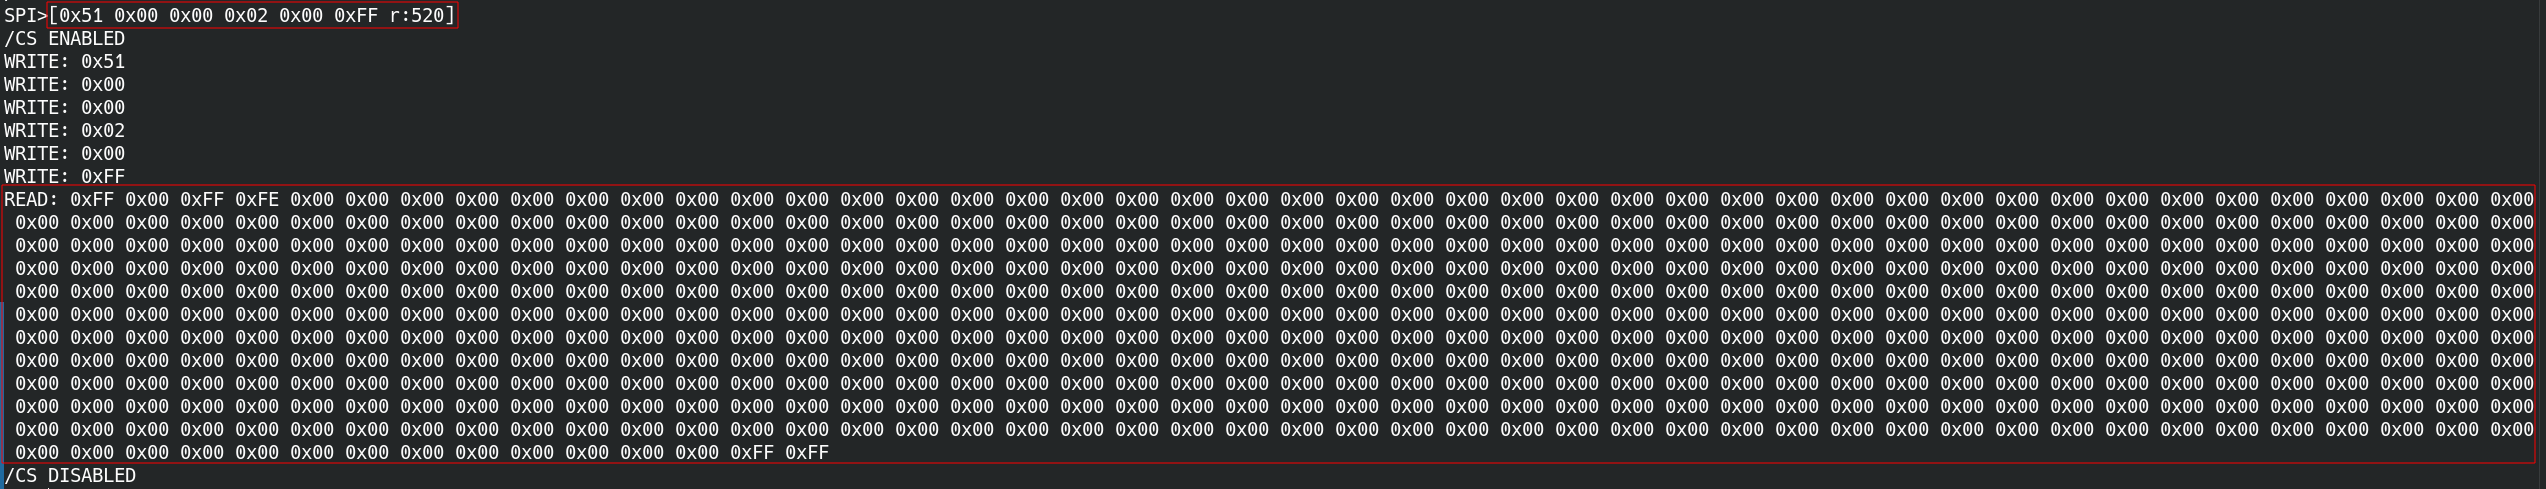 SPI>[0x51 0x00 0x00 0x02 0x00 0xFF r:520]
/CS ENABLED
WRITE: 0x51
WRITE: 0x00
WRITE: 0x00
WRITE: 0x02
WRITE: 0x00
WRITE: 0xFF
READ: 0xFF 0x00 0xFF 0xFE 0x00 0x00 0x00 0x00 0x00 0x00 0x00 0x00 0x00 0x00 0x00 0x00 0x00 0x00 0x00 0x00 0x00 0x00 0x00 0x00 0x00 0x00 0x00 0x00 0x00 0x00 0x00 0x00 0x00 0x00 0x00 0x00 0x00 0x00 0x00 0x00 0x00 0x00 0x00 0x00 0x00
0x00 0x00 0x00 0x00 0x00 0x00 0x00 0x00 0x00 0x00 0x00 0x00 0x00 0x00 0x00 0x00 0x00 0x00 0x00 0x00 0x00 0x00 0x00 0x00 0x00 0x00 0x00 0x00 0x00 0x00 0x00 0x00 0x00 0x00 0x00 0x00 0x00 0x00 0x00 0x00 0x00 0x00 0x00 0x00 0x00 0x00
0x00 0x00 0x00 0x00 0x00 0x00 0x00 0x00 0x00 0x00 0x00 0x00 0x00 0x00 0x00 0x00 0x00 0x00 0x00 0x00 0x00 0x00 0x00 0x00 0x00 0x00 0x00 0x00 0x00 0x00 0x00 0x00 0x00 0x00 0x00 0x00 0x00 0x00 0x00 0x00 0x00 0x00 0x00 0x00 0x00 0x00
0x00 0x00 0x00 0x00 0x00 0x00 0x00 0x00 0x00 0x00 0x00 0x00 0x00 0x00 0x00 0x00 0x00 0x00 0x00 0x00 0x00 0x00 0x00 0x00 0x00 0x00 0x00 0x00 0x00 0x00 0x00 0x00 0x00 0x00 0x00 0x00 0x00 0x00 0x00 0x00 0x00 0x00 0x00 0x00 0x00 0x00
0x00 0x00 0x00 0x00 0x00 0x00 0x00 0x00 0x00 0x00 0x00 0x00 0x00 0x00 0x00 0x00 0x00 0x00 0x00 0x00 0x00 0x00 0x00 0x00 0x00 0x00 0x00 0x00 0x00 0x00 0x00 0x00 0x00 0x00 0x00 0x00 0x00 0x00 0x00 0x00 0x00 0x00 0x00 0x00 0x00 0x00
0x00 0x00 0x00 0x00 0x00 0x00 0x00 0x00 0x00 0x00 0x00 0x00 0x00 0x00 0x00 0x00 0x00 0x00 0x00 0x00 0x00 0x00 0x00 0x00 0x00 0x00 0x00 0x00 0x00 0x00 0x00 0x00 0x00 0x00 0x00 0x00 0x00 0x00 0x00 0x00 0x00 0x00 0x00 0x00 0x00 0x00
0x00 0x00 0x00 0x00 0x00 0x00 0x00 0x00 0x00 0x00 0x00 0x00 0x00 0x00 0x00 0x00 0x00 0x00 0x00 0x00 0x00 0x00 0x00 0x00 0x00 0x00 0x00 0x00 0x00 0x00 0x00 0x00 0x00 0x00 0x00 0x00 0x00 0x00 0x00 0x00 0x00 0x00 0x00 0x00 0x00 0x00
0x00 0x00 0x00 0x00 0x00 0x00 0x00 0x00 0x00 0x00 0x00 0x00 0x00 0x00 0x00 0x00 0x00 0x00 0x00 0x00 0x00 0x00 0x00 0x00 0x00 0x00 0x00 0x00 0x00 0x00 0x00 0x00 0x00 0x00 0x00 0x00 0x00 0x00 0x00 0x00 0x00 0x00 0x00 0x00 0x00 0x00
0x00 0x00 0x00 0x00 0x00 0x00 0x00 0x00 0x00 0x00 0x00 0x00 0x00 0x00 0x00 0x00 0x00 0x00 0x00 0x00 0x00 0x00 0x00 0x00 0x00 0x00 0x00 0x00 0x00 0x00 0x00 0x00 0x00 0x00 0x00 0x00 0x00 0x00 0x00 0x00 0x00 0x00 0x00 0x00 0x00 0x00
0x00 0x00 0x00 0x00 0x00 0x00 0x00 0x00 0x00 0x00 0x00 0x00 0x00 0x00 0x00 0x00 0x00 0x00 0x00 0x00 0x00 0x00 0x00 0x00 0x00 0x00 0x00 0x00 0x00 0x00 0x00 0x00 0x00 0x00 0x00 0x00 0x00 0x00 0x00 0x00 0x00 0x00 0x00 0x00 0x00 0x00
0x00 0x00 0x00 0x00 0x00 0x00 0x00 0x00 0x00 0x00 0x00 0x00 0x00 0x00 0x00 0x00 0x00 0x00 0x00 0x00 0x00 0x00 0x00 0x00 0x00 0x00 0x00 0x00 0x00 0x00 0x00 0x00 0x00 0x00 0x00 0x00 0x00 0x00 0x00 0x00 0x00 0x00 0x00 0x00 0x00 0x00
0x00 0x00 0x00 0x00 0x00 0x00 0x00 0x00 0x00 0x00 0x00 0x00 0x00 0xFF 0xFF
/CS DISABLED